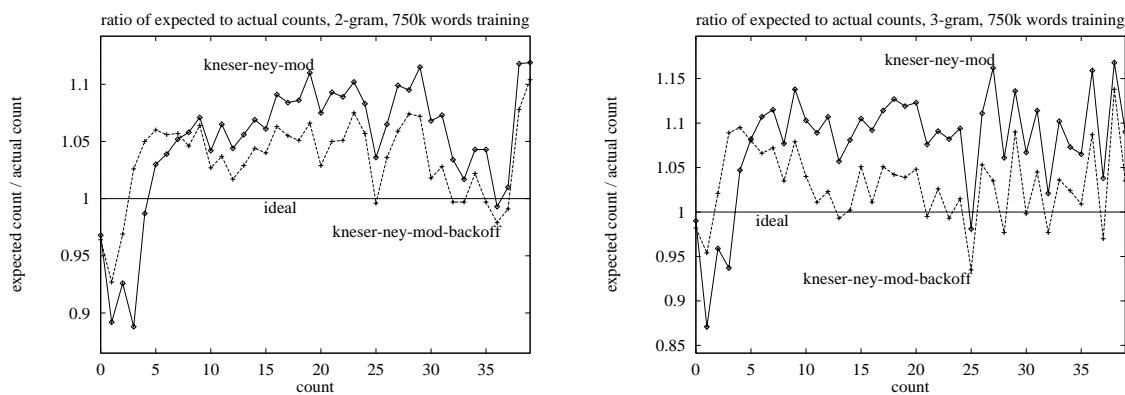 ratio of expected to actual counts, 2-gram, 750k words training
expected count / actual count
1.1
1.05
1
0.95
0.9
kneser-ney-mod
ideal
kneser-ney-mod-backoff
0 5 10 15 20 25 30 35
count
ratio of expected to actual counts, 3-gram, 750k words training
expected count / actual count
1.15
1.1
1.05
1
0.95
0.9
0.85
kneser-ney-mod
ideal
kneser-ney-mod-backoff
0 5 10 15 20 25 30 35
count